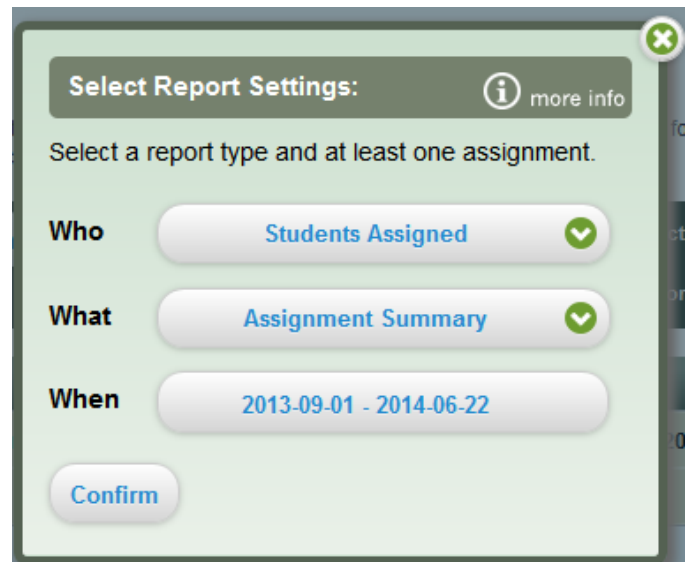 Select Report Settings: more info
Select a report type and at least one assignment.
Who Students Assigned
What Assignment Summary
When 2013-09-01 - 2014-06-22
Confirm